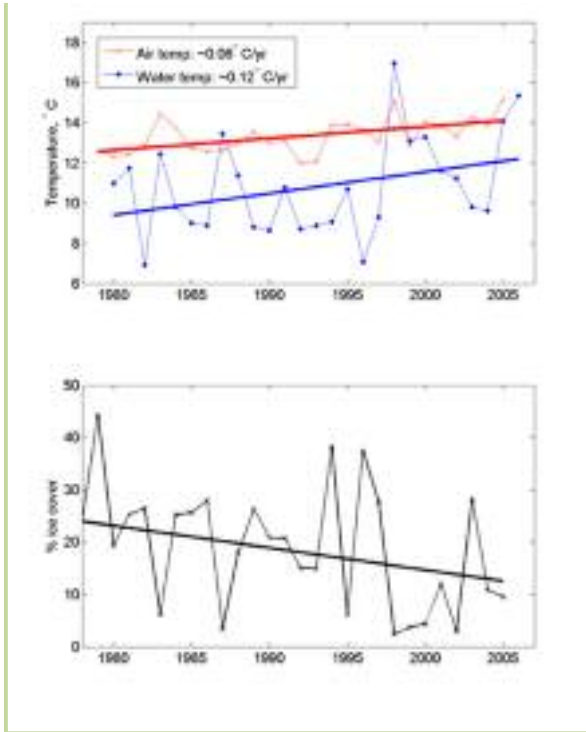 18
16
14
12
10
8
6
Temperature, ° C
Air temp: ~0.06° C/yr
Water temp: ~0.12° C/yr
1980 1985 1990 1995 2000 2005
50
40
30
20
10
0
% ice cover
1980 1985 1990 1995 2000 2005